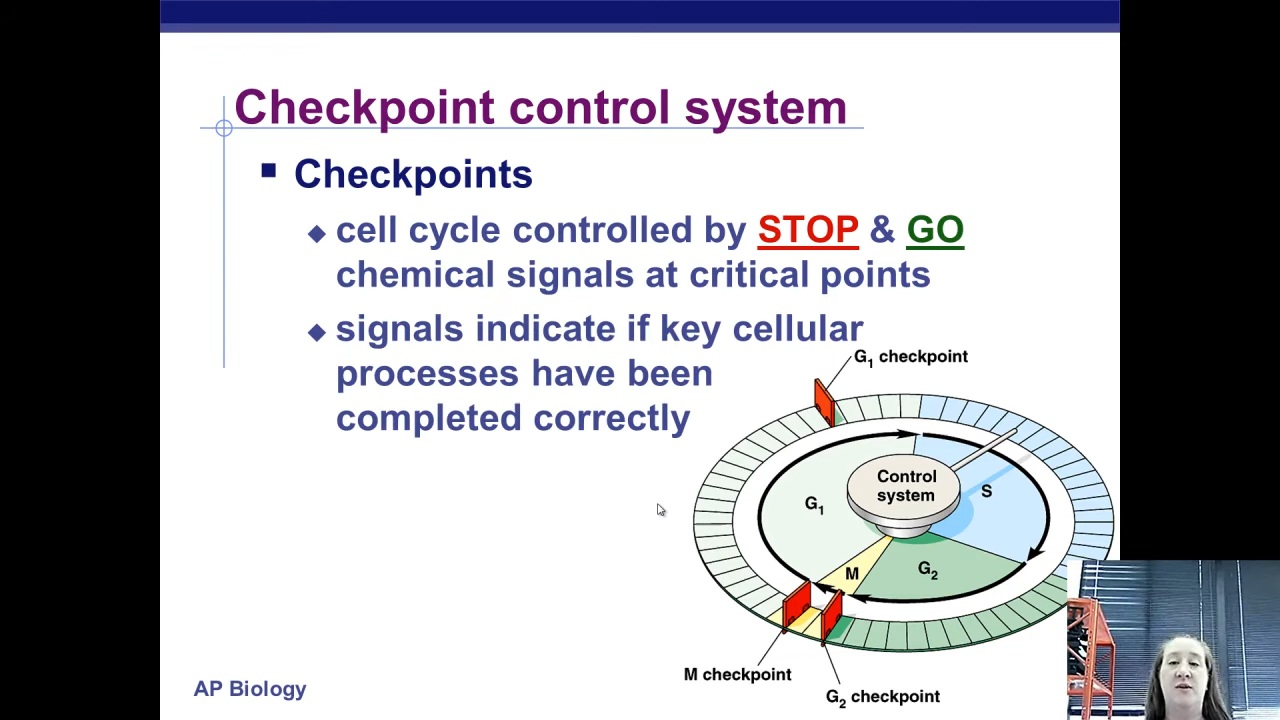 Checkpoint control system
Checkpoints
cell cycle controlled by STOP & GO
chemical signals at critical points
signals indicate if key cellular
processes have been
completed correctly
G₁ checkpoint
Control
system
S
G₁
M
G₂
M checkpoint
G₂ checkpoint
AP Biology